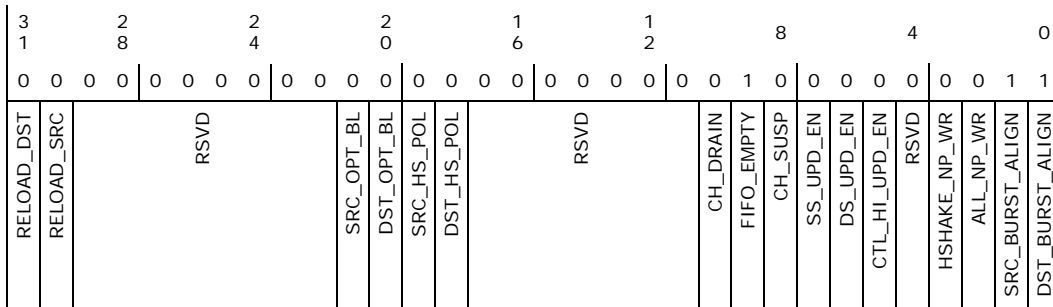 3 2 2 2 1 1 8 4 0
1 8 4 0 6 2
0 0 0 0 0 0 0 0 0 0 0 0 0 0 0 0 0 0 0 0 0 0 1 0 0 0 0 0 0 0 1 1
RELOAD_DST
RELOAD_SRC
RSVD
SRC_OPT_BL
DST_OPT_BL
SRC_HS_POL
DST_HS_POL
RSVD
CH_DRAIN
FIFO_EMPTY
CH_SUSP
SS_UPD_EN
DS_UPD_EN
CTL_HI_UPD_EN
RSVD
HSHAKE_NP_WR
ALL_NP_WR
SRC_BURST_ALIGN
DST_BURST_ALIGN